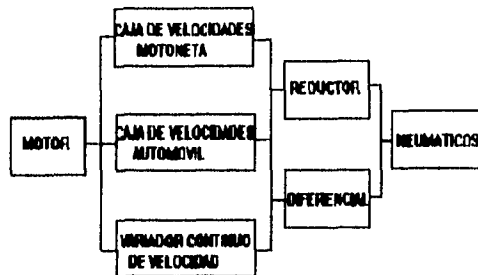 CAJA DE VELOCIDADES
MOTONETA
REDUCTOR
MOTOR
CAJA DE VELOCIDADES
AUTOMOVIL
NEUMATICOS
DIFERENCIAL
VARIADOR CONTINUO
DE VELOCIDAD